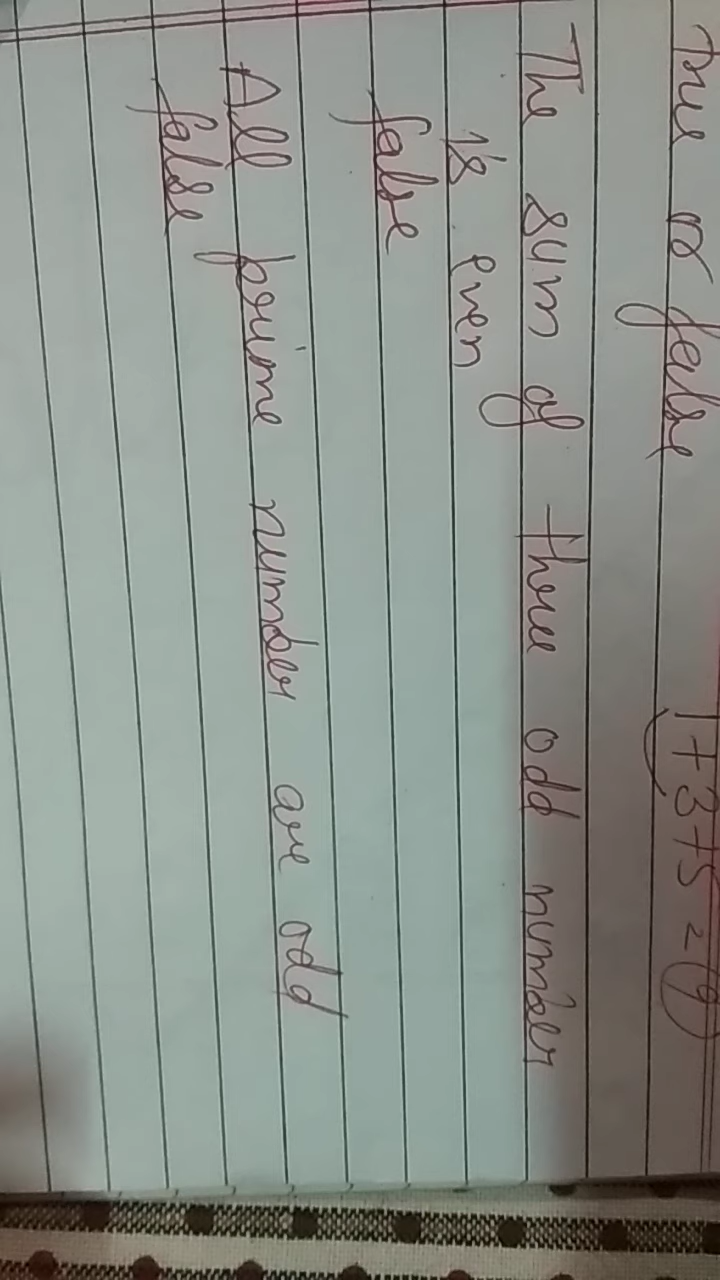 True or false 1+3+5=9
The sum of three odd number
is even
false
All prime number are odd
false